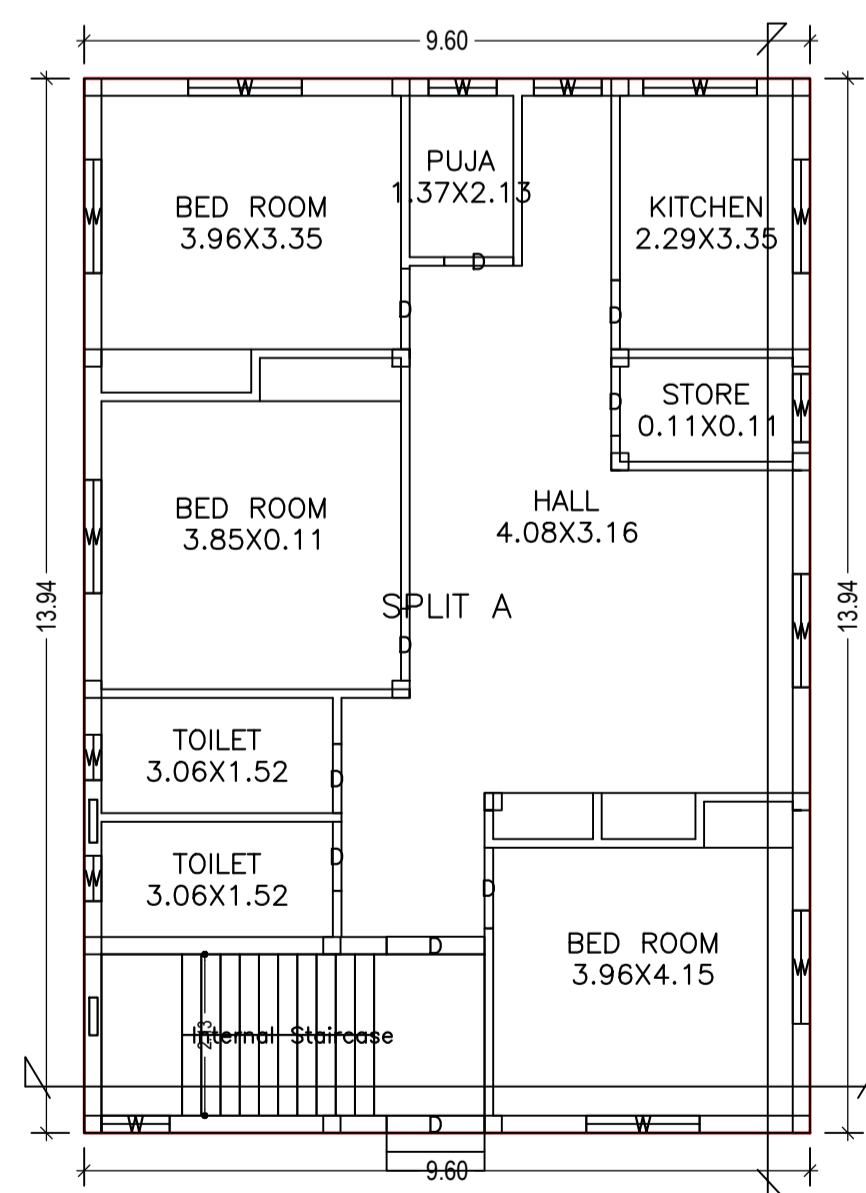 9.60
W
W
W
W
PUJA
1.37X2.13
BED ROOM
3.96X3.35
KITCHEN
2.29X3.35
W
W
D
D
D
STORE
0.11X0.11
D
W
BED ROOM
3.85X0.11
HALL
4.08X3.16
W
13.94
13.94
SPLIT A
D
W
TOILET
3.06X1.52
W
D
TOILET
3.06X1.52
W
D
D
BED ROOM
3.96X4.15
D
W
Internal Staircase
2.13
W
D
W
9.60